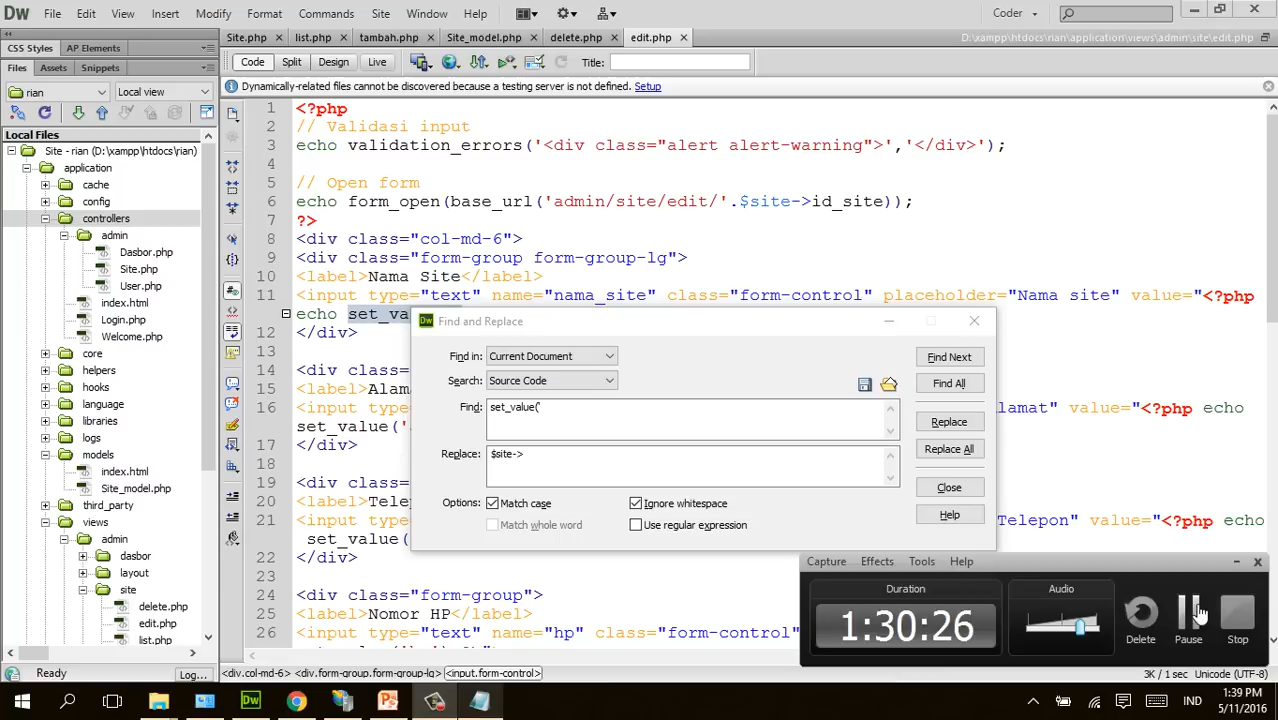 Dw File Edit View Insert Modify Format Commands Site Window Help Coder
Site.php × list.php × tambah.php × Site_model.php × delete.php × edit.php × D:\xampp\htdocs\rian\application\views\admin\site\edit.php
CSS Styles AP Elements
Code Split Design Live Title:
Files Assets Snippets
rian Local view
Dynamically-related files cannot be discovered because a testing server is not defined. Setup
Local Files
Site - rian (D:\xampp\htdocs\rian)
application
cache
config
controllers
admin
Dasbor.php
Site.php
User.php
index.html
Login.php
Welcome.php
core
helpers
hooks
language
libraries
logs
models
index.html
Site_model.php
third_party
views
admin
dasbor
layout
site
delete.php
edit.php
list.php
Ready Log...
1 <?php
2 // Validasi input
3 echo validation_errors('<div class="alert alert-warning">','</div>');
4
5 // Open form
6 echo form_open(base_url('admin/site/edit/'.$site->id_site));
7 ?>
8 <div class="col-md-6">
9 <div class="form-group form-group-lg">
10 <label>Nama Site</label>
11 <input type="text" name="nama_site" class="form-control" placeholder="Nama site" value="<?php
echo set_va
12 </div>
13
14 <div class="f
15 <label>Alama
16 <input type= lamat" value="<?php echo
set_value('
17 </div>
18
19 <div class="f
20 <label>Telep
21 <input type= Telepon" value="<?php echo
set_value(
22 </div>
23
24 <div class="form-group">
25 <label>Nomor HP</label>
26 <input type="text" name="hp" class="form-control"
Find and Replace
Find in: Current Document Find Next
Search: Source Code Find All
Find: set_value('
Replace
Replace: $site-> Replace All
Close
Options: Match case Ignore whitespace
Match whole word Use regular expression
Help
Capture Effects Tools Help
Duration Audio
1:30:26
Delete Pause Stop
<div.col-md-6> <div.form-group.form-group-lg> <input.form-control> 3K / 1 sec Unicode (UTF-8)
IND 1:39 PM
5/11/2016